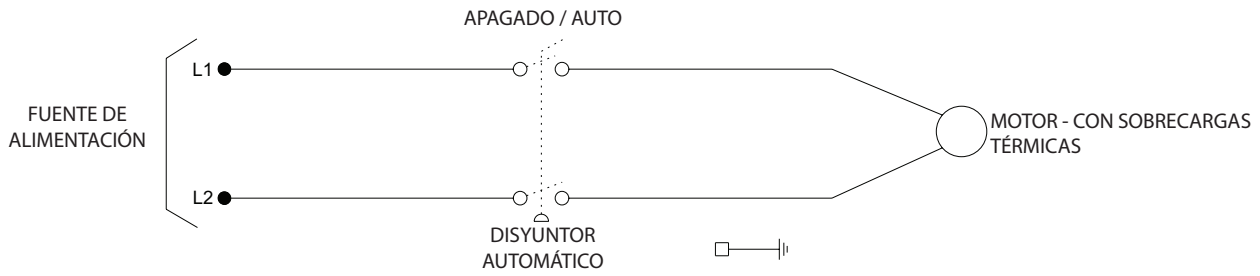 APAGADO / AUTO
L1
FUENTE DE
ALIMENTACIÓN
MOTOR - CON SOBRECARGAS
TÉRMICAS
L2
DISYUNTOR
AUTOMÁTICO